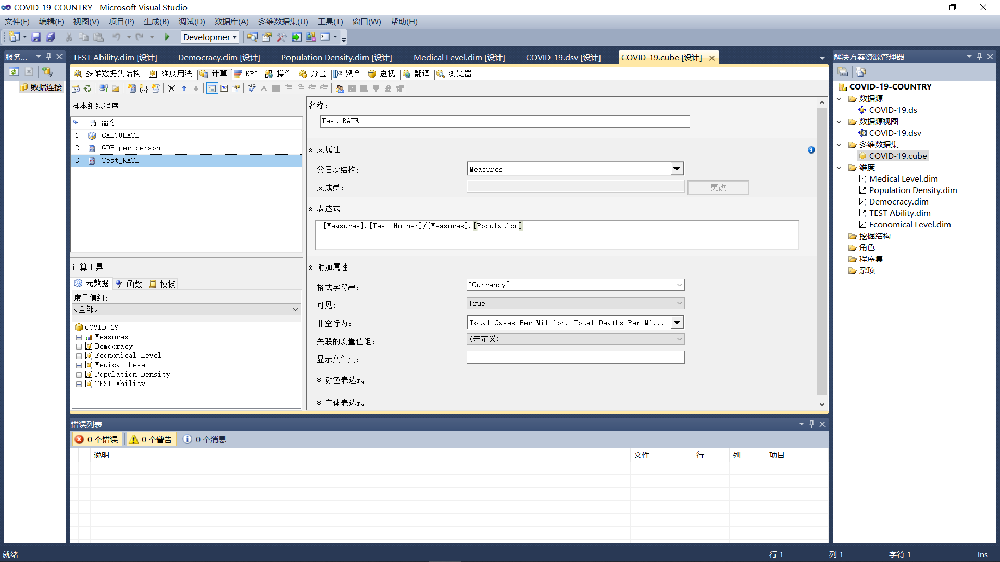 COVID-19-COUNTRY - Microsoft Visual Studio
文件(F) 编辑(E) 视图(V) 项目(P) 生成(B) 调试(D) 数据库(A) 多维数据集(U) 工具(T) 窗口(W) 帮助(H)
Developmer
服务...
TEST Ability.dim [设计] Democracy.dim [设计] Population Density.dim [设计] Medical Level.dim [设计] COVID-19.dsv [设计] COVID-19.cube [设计]
多维数据集结构 维度用法 计算 KPI 操作 分区 聚合 透视 翻译 浏览器
数据连接
脚本组织程序
命令
1 CALCULATE
2 GDP_per_person
3 Test_RATE
计算工具
元数据 函数 模板
度量值组:
<全部>
COVID-19
Measures
Democracy
Economical Level
Medical Level
Population Density
TEST Ability
名称:
Test_RATE
父属性
父层次结构: Measures
父成员: 更改
表达式
[Measures].[Test Number]/[Measures].[Population]
附加属性
格式字符串: "Currency"
可见: True
非空行为: Total Cases Per Million, Total Deaths Per Mi...
关联的度量值组: (未定义)
显示文件夹:
颜色表达式
字体表达式
错误列表
0 个错误 0 个警告 0 个消息
说明 文件 行 列 项目
解决方案资源管理器
COVID-19-COUNTRY
数据源
COVID-19.ds
数据源视图
COVID-19.dsv
多维数据集
COVID-19.cube
维度
Medical Level.dim
Population Density.dim
Democracy.dim
TEST Ability.dim
Economical Level.dim
挖掘结构
角色
程序集
杂项
就绪 行 1 列 1 字符 1 Ins